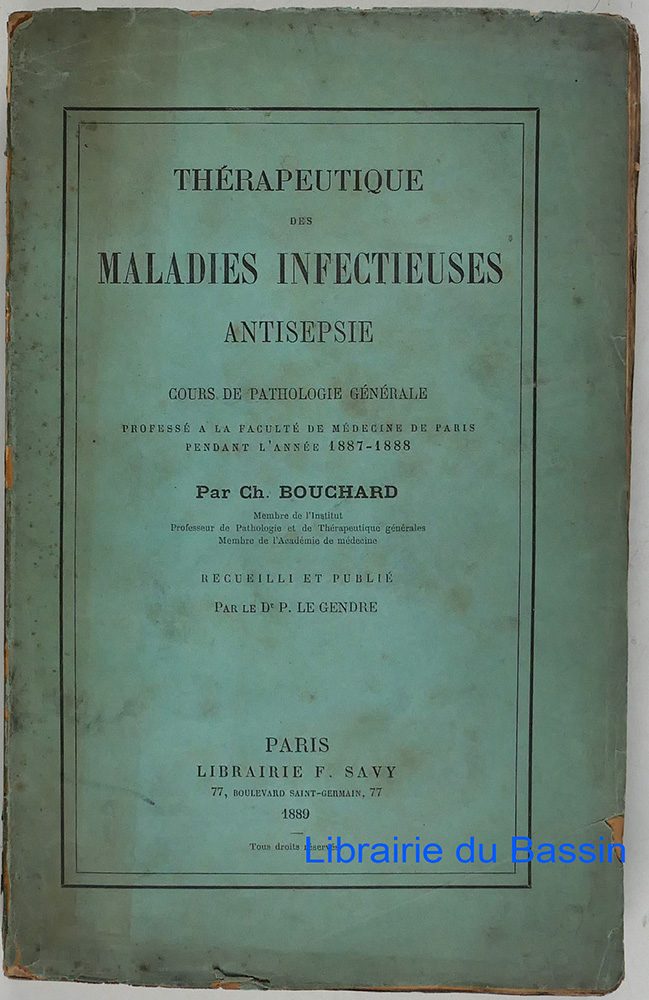 THÉRAPEUTIQUE
DES
MALADIES INFECTIEUSES
ANTISEPSIE
COURS DE PATHOLOGIE GÉNÉRALE
PROFESSÉ A LA FACULTÉ DE MÉDECINE DE PARIS
PENDANT L'ANNÉE 1887-1888
Par Ch. BOUCHARD
Membre de l'Institut
Professeur de Pathologie et de Thérapeutique générales
Membre de l'Académie de médecine
RECUEILLI ET PUBLIÉ
PAR LE Dr P. LE GENDRE
PARIS
LIBRAIRIE F. SAVY
77, BOULEVARD SAINT-GERMAIN, 77
1889
Tous droits réservés
Librairie du Bassin